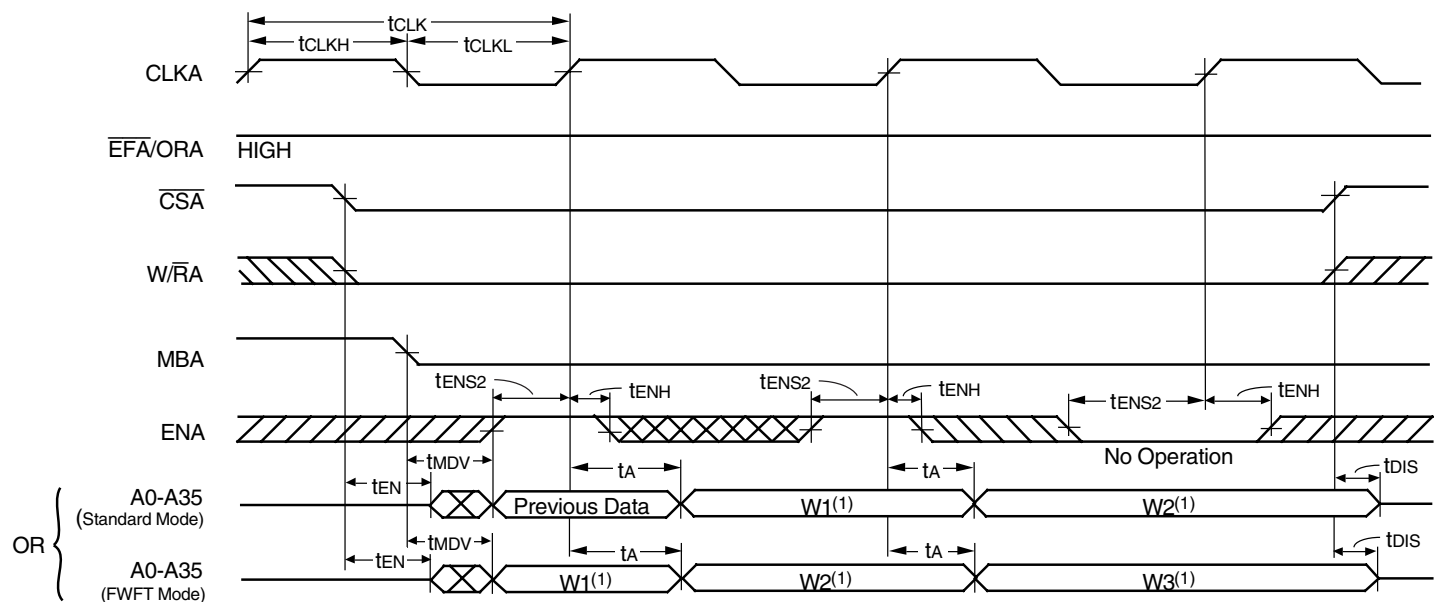 tCLK
tCLKH tCLKL
CLKA
EFA/ORA HIGH
CSA
W/RA
MBA
tENS2 tENH tENS2 tENH tENS2 tENH
ENA
No Operation
tMDV tA tA tDIS
tEN
A0-A35
(Standard Mode)
Previous Data W1(1) W2(1)
OR
tMDV tA tA tDIS
tEN
A0-A35
(FWFT Mode)
W1(1) W2(1) W3(1)